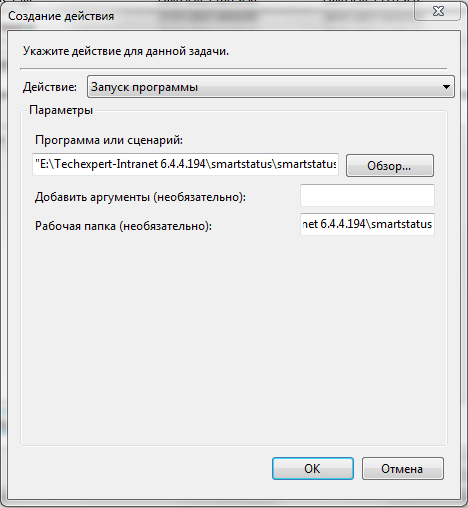 Создание действия
Укажите действие для данной задачи.
Действие: Запуск программы
Параметры
Программа или сценарий:
"E:\Techexpert-Intranet 6.4.4.194\smartstatus\smartstatus Обзор...
Добавить аргументы (необязательно):
Рабочая папка (необязательно): net 6.4.4.194\smartstatus
OK Отмена